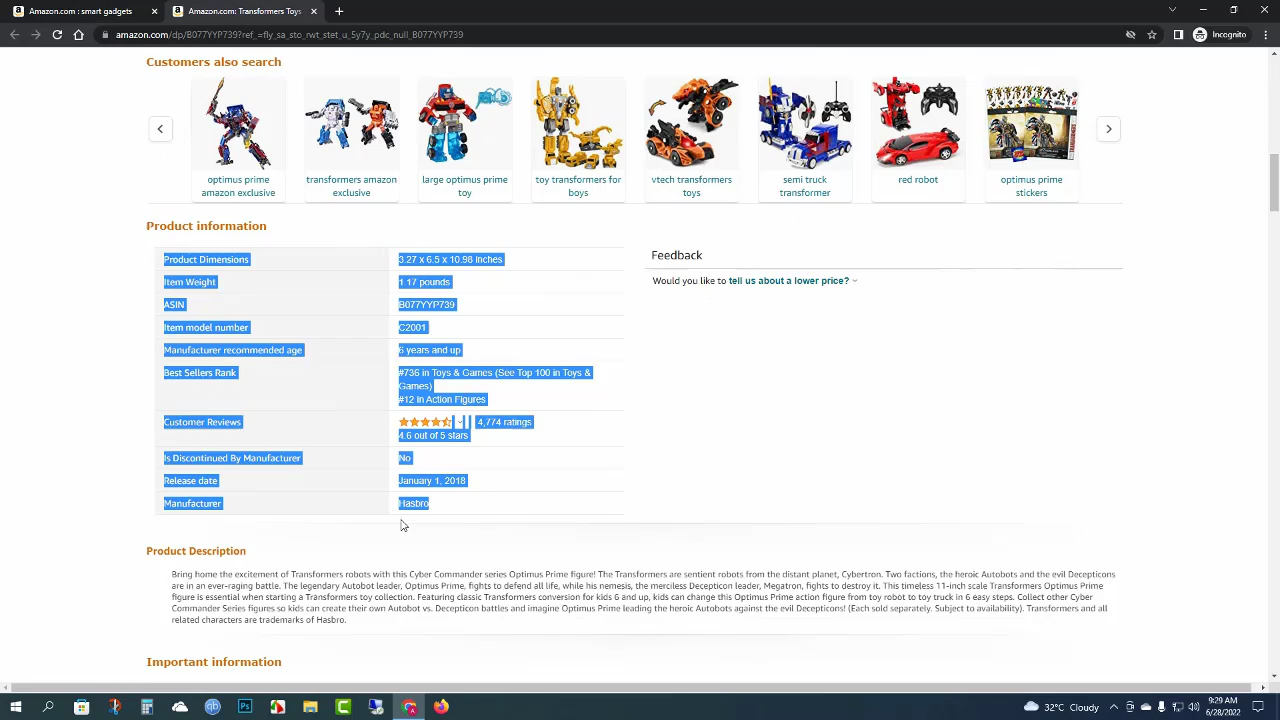 Amazon.com : smart gadgets
Amazon.com: Transformers Toys
amazon.com/dp/B077YYP739?ref_=fly_sa_sto_rwt_stet_u_5y7y_pdc_null_B077YYP739
Incognito
Customers also search
optimus prime amazon exclusive
transformers amazon exclusive
large optimus prime toy
toy transformers for boys
vtech transformers toys
semi truck transformer
red robot
optimus prime stickers
Product information
Product Dimensions 3.27 x 6.5 x 10.98 inches
Item Weight 1.17 pounds
ASIN B077YYP739
Item model number C2001
Manufacturer recommended age 6 years and up
Best Sellers Rank #736 in Toys & Games (See Top 100 in Toys &
Games)
#12 in Action Figures
Customer Reviews 4,774 ratings
4.6 out of 5 stars
Is Discontinued By Manufacturer No
Release date January 1, 2018
Manufacturer Hasbro
Feedback
Would you like to tell us about a lower price?
Product Description
Bring home the excitement of Transformers robots with this Cyber Commander series Optimus Prime figure! The Transformers are sentient robots from the distant planet, Cybertron. Two factions, the heroic Autobots and the evil Decepticons
are in an ever-raging battle. The legendary Autobot leader, Optimus Prime, fights to defend all life, while his nemesis, the merciless Decepticon leader, Megatron, fights to destroy it. This timeless 11-inch scale Transformers Optimus Prime
figure is essential when starting a Transformers toy collection. Featuring classic Transformers conversion for kids 6 and up, kids can change this Optimus Prime action figure from toy robot to toy truck in 6 easy steps. Collect other Cyber
Commander Series figures so kids can create their own Autobot vs. Decepticon battles and imagine Optimus Prime leading the heroic Autobots against the evil Decepticons! (Each sold separately. Subject to availability). Transformers and all
related characters are trademarks of Hasbro.
Important information
qb
Ps
32°C Cloudy
9:29 AM
6/28/2022